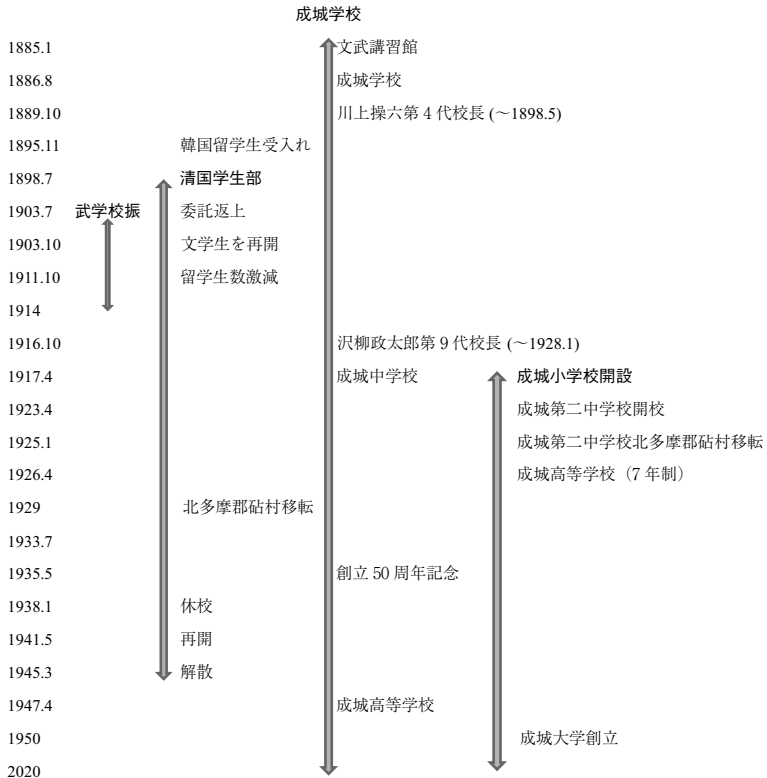 成城学校
1885.1 文武講習館
1886.8 成城学校
1889.10 川上操六第4代校長 (~1898.5)
1895.11 韓国留学生受入れ
1898.7 清国学生部
1903.7 武学校振 委託返上
1903.10 文学生を再開
1911.10 留学生数激減
1914
1916.10 沢柳政太郎第9代校長 (~1928.1)
1917.4 成城中学校 成城小学校開設
1923.4 成城第二中学校開校
1925.1 成城第二中学校北多摩郡砧村移転
1926.4 成城高等学校(7年制)
1929 北多摩郡砧村移転
1933.7
1935.5 創立50周年記念
1938.1 休校
1941.5 再開
1945.3 解散
1947.4 成城高等学校
1950 成城大学創立
2020